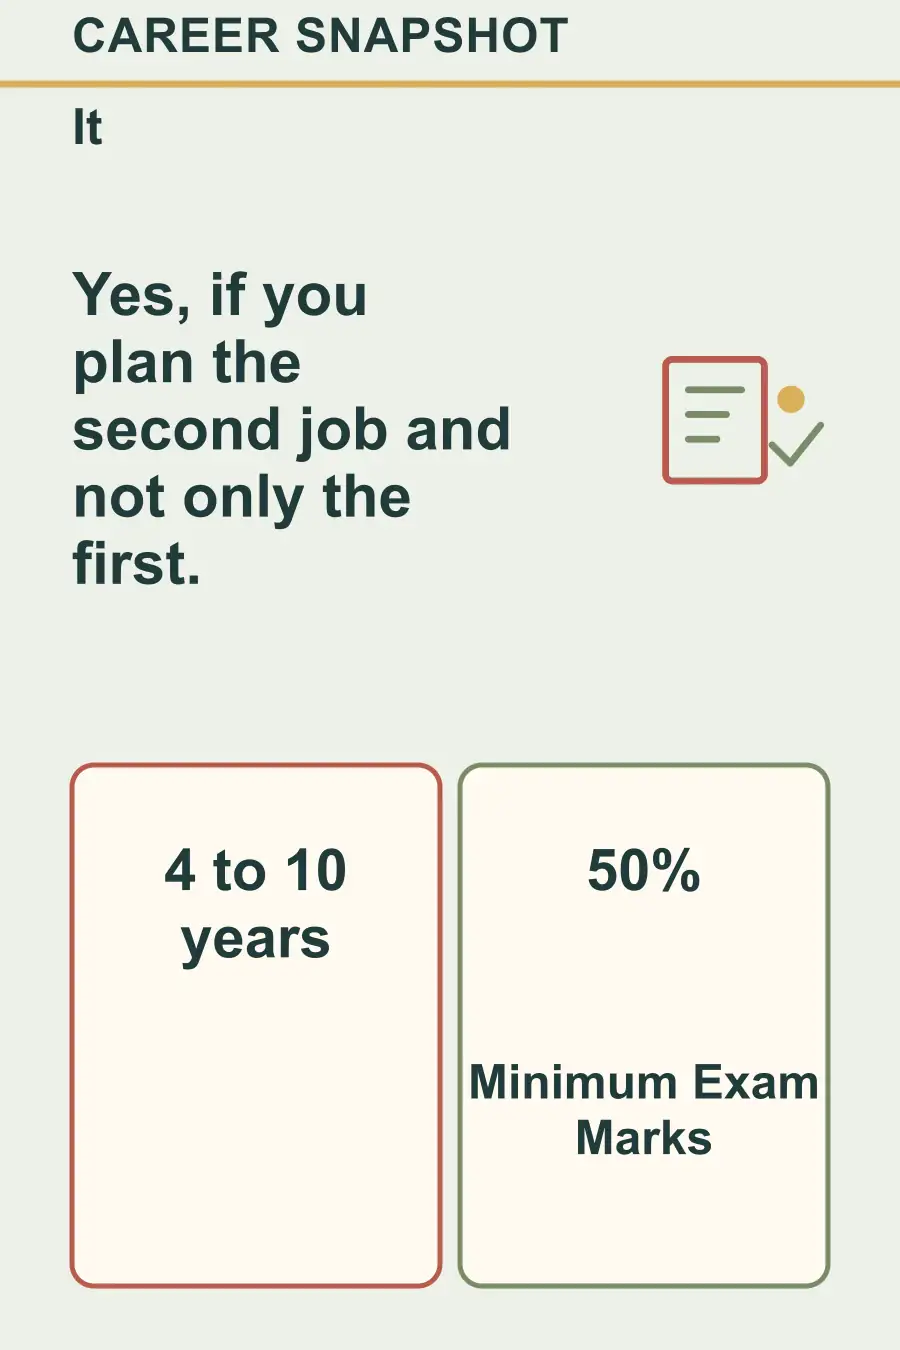 CAREER SNAPSHOT
It
Yes, if you
plan the
second job and
not only the
first.
4 to 10
years
50%
Minimum Exam
Marks